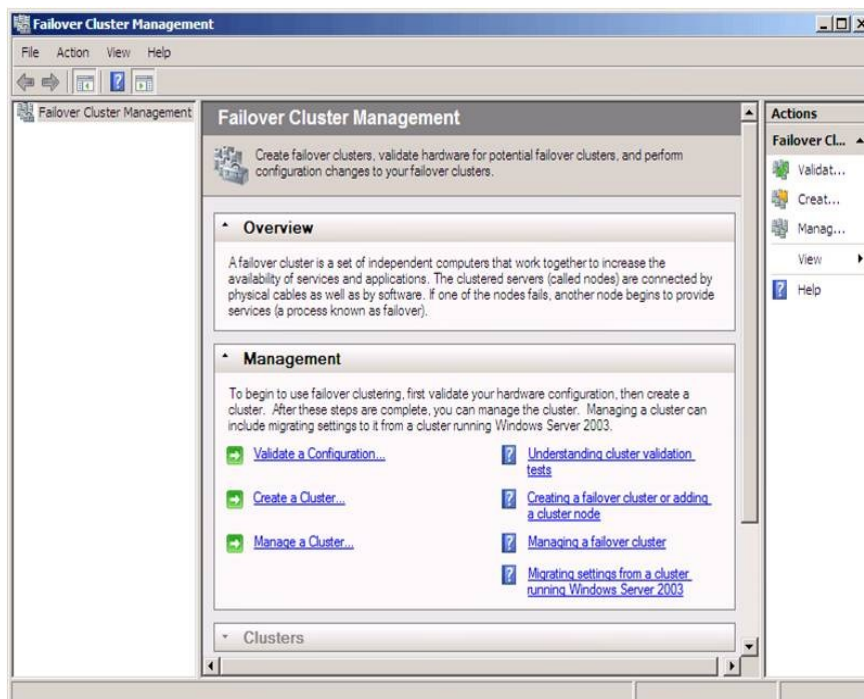 Failover Cluster Management
File Action View Help
Failover Cluster Management
Failover Cluster Management
Create failover clusters, validate hardware for potential failover clusters, and perform
configuration changes to your failover clusters.
Overview
A failover cluster is a set of independent computers that work together to increase the
availability of services and applications. The clustered servers (called nodes) are connected by
physical cables as well as by software. If one of the nodes fails, another node begins to provide
services (a process known as failover).
Management
To begin to use failover clustering, first validate your hardware configuration, then create a
cluster. After these steps are complete, you can manage the cluster. Managing a cluster can
include migrating settings to it from a cluster running Windows Server 2003.
Validate a Configuration...
Create a Cluster...
Manage a Cluster...
Understanding cluster validation
tests
Creating a failover cluster or adding
a cluster node
Managing a failover cluster
Migrating settings from a cluster
running Windows Server 2003
Clusters
Actions
Failover Cl...
Validat...
Creat...
Manag...
View
Help